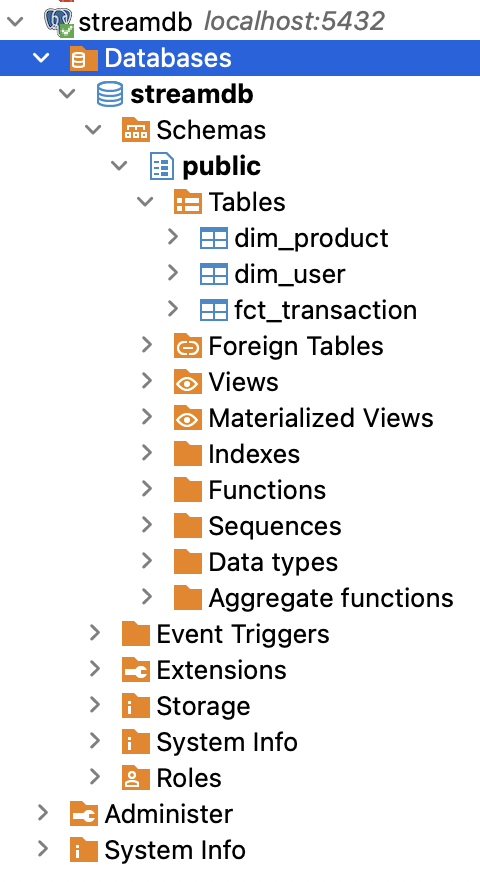 streamdb localhost:5432
Databases
streamdb
Schemas
public
Tables
dim_product
dim_user
fct_transaction
Foreign Tables
Views
Materialized Views
Indexes
Functions
Sequences
Data types
Aggregate functions
Event Triggers
Extensions
Storage
System Info
Roles
Administer
System Info